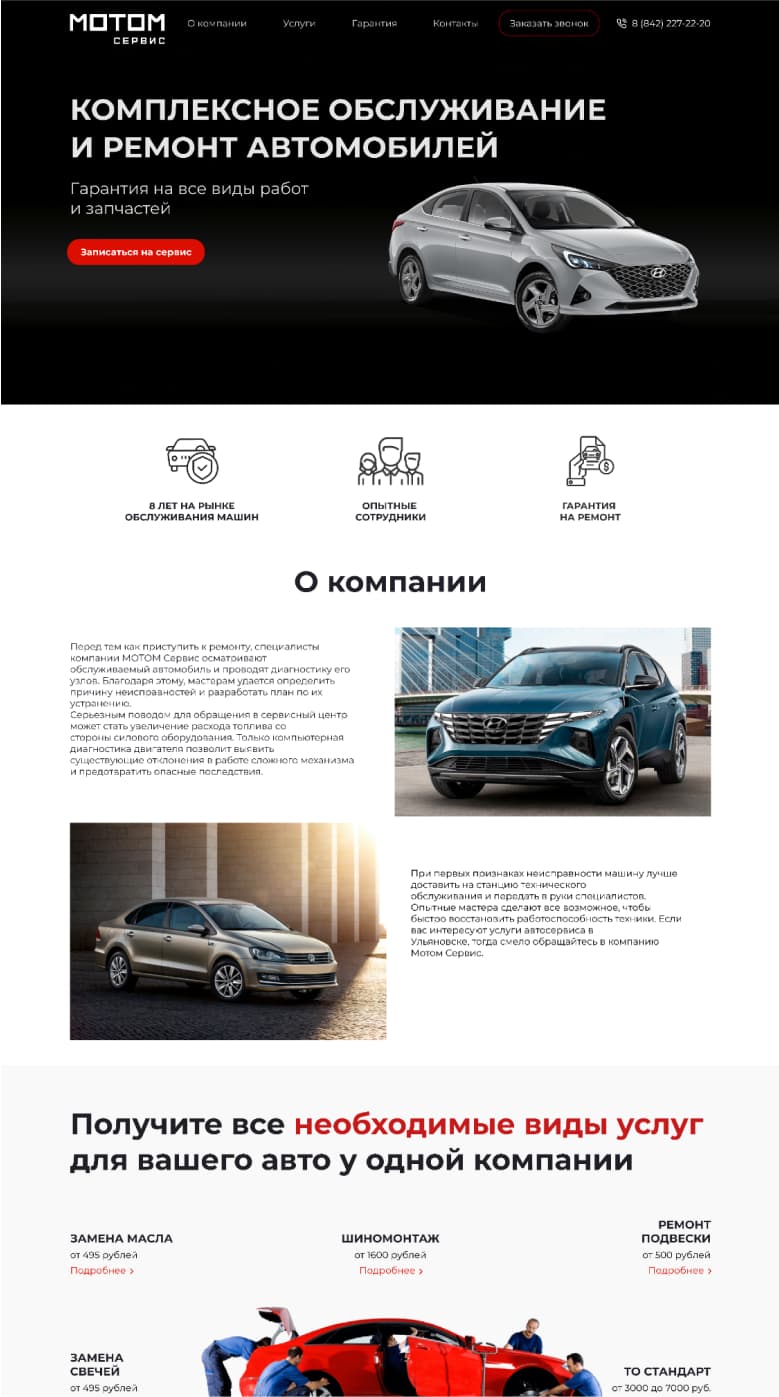 МОТОМ
СЕРВИС
О компании
Услуги
Гарантия
Контакты
Заказать звонок
8 (842) 227-22-20
КОМПЛЕКСНОЕ ОБСЛУЖИВАНИЕ
И РЕМОНТ АВТОМОБИЛЕЙ
Гарантия на все виды работ
и запчастей
Записаться на сервис
8 ЛЕТ НА РЫНКЕ
ОБСЛУЖИВАНИЯ МАШИН
ОПЫТНЫЕ
СОТРУДНИКИ
ГАРАНТИЯ
НА РЕМОНТ
О компании
Перед тем как приступить к ремонту, специалисты
компании МОТОМ Сервис осматривают
обслуживаемый автомобиль и проводят диагностику его
узлов. Благодаря этому, мастерам удается определить
причину неисправностей и разработать план по их
устранению.
Серьезным поводом для обращения в сервисный центр
может стать увеличение расхода топлива со
стороны силового оборудования. Только компьютерная
диагностика двигателя позволит выявить
существующие отклонения в работе сложного механизма
и предотвратить опасные последствия.
При первых признаках неисправности машину лучше
доставить на станцию технического
обслуживания и передать в руки специалистов.
Опытные мастера сделают все возможное, чтобы
быстро восстановить работоспособность техники. Если
вас интересуют услуги автосервиса в
Ульяновске, тогда смело обращайтесь в компанию
Мотом Сервис.
Получите все необходимые виды услуг
для вашего авто у одной компании
ЗАМЕНА МАСЛА
от 495 рублей
Подробнее
ШИНОМОНТАЖ
от 1600 рублей
Подробнее
РЕМОНТ
ПОДВЕСКИ
от 500 рублей
Подробнее
ЗАМЕНА
СВЕЧЕЙ
от 495 рублей
ТО СТАНДАРТ
от 3000 до 7000 руб.